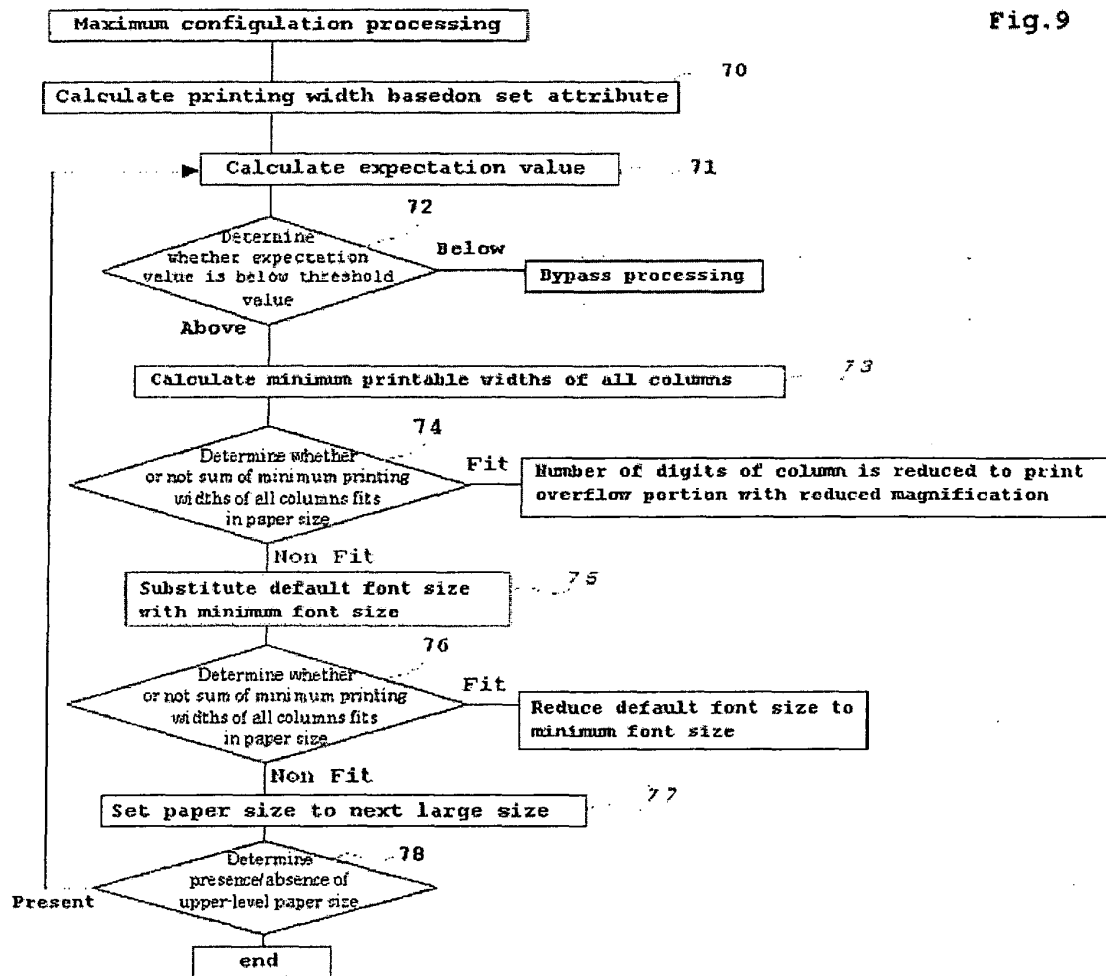 Fig.9
Maximum configulation processing
70
Calculate printing width basedon set attribute
Calculate expectation value
71
72
Determine
whether expectation
value is below threshold
value
Below
Bypass processing
Above
Calculate minimum printable widths of all columns
73
74
Determine whether
or not sum of minimum printing
widths of all columns fits
in paper size
Fit
Number of digits of column is reduced to print
overflow portion with reduced magnification
Non Fit
Substitute default font size
with minimum font size
75
76
Determine whether
or not sum of minimum printing
widths of all columns fits
in paper size
Fit
Reduce default font size to
minimum font size
Non Fit
Set paper size to next large size
77
78
Determine
presence/absence of
upper-level paper size
Present
end